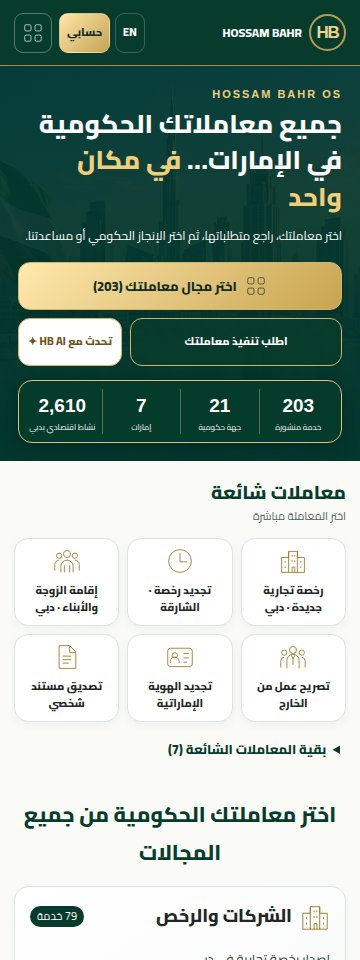 HB
HOSSAM BAHR
EN
حسابي
HOSSAM BAHR OS
جميع معاملاتك الحكومية
في الإمارات... في مكان
واحد
اختر معاملتك، راجع متطلباتها، ثم اختر الإنجاز الحكومي أو مساعدتنا.
اختر مجال معاملتك (203)
اطلب تنفيذ معاملتك
تحدث مع HB AI ✦
203
خدمة منشورة
21
جهة حكومية
7
إمارات
2,610
نشاط اقتصادي بدبي
معاملات شائعة
اختر المعاملة مباشرة
رخصة تجارية
جديدة · دبي
تجديد رخصة ·
الشارقة
إقامة الزوجة
والأبناء · دبي
تصريح عمل من
الخارج
تجديد الهوية
الإماراتية
تصديق مستند
شخصي
◀ بقية المعاملات الشائعة (7)
اختر معاملتك الحكومية من جميع
المجالات
الشركات والرخص
79 خدمة